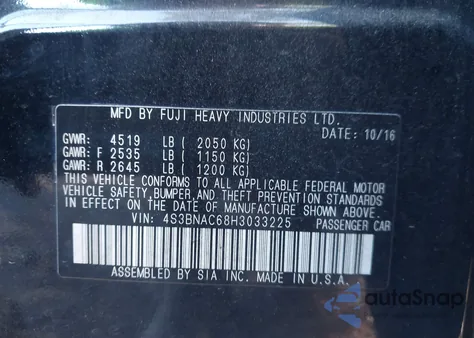 MFD BY FUJI HEAVY INDUSTRIES LTD.
DATE: 10/16
GVWR: 4519 LB ( 2050 KG)
GAWR: F 2535 LB ( 1150 KG)
GAWR: R 2645 LB ( 1200 KG)
THIS VEHICLE CONFORMS TO ALL APPLICABLE FEDERAL MOTOR
VEHICLE SAFETY, BUMPER, AND THEFT PREVENTION STANDARDS
IN EFFECT ON THE DATE OF MANUFACTURE SHOWN ABOVE.
VIN: 4S3BNAC68H3033225 PASSENGER CAR
ASSEMBLED BY SIA INC. MADE IN U.S.A.
autoSnap